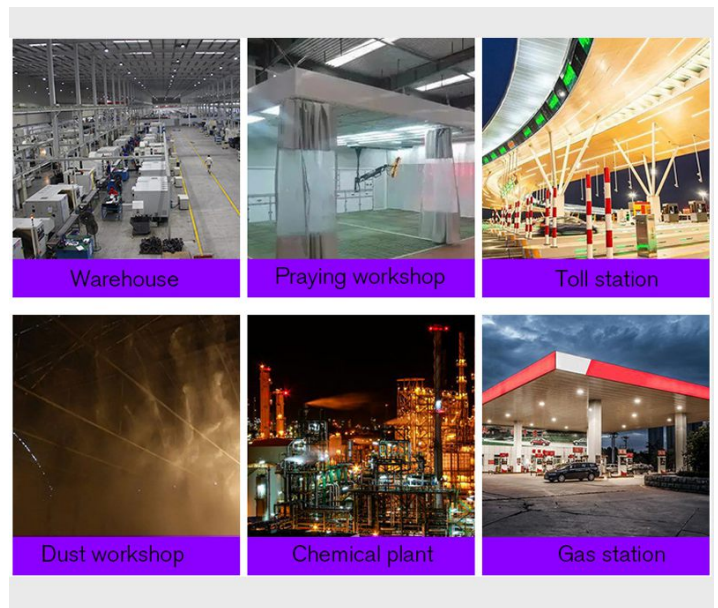 Warehouse
Praying workshop
Toll station
Dust workshop
Chemical plant
Gas station